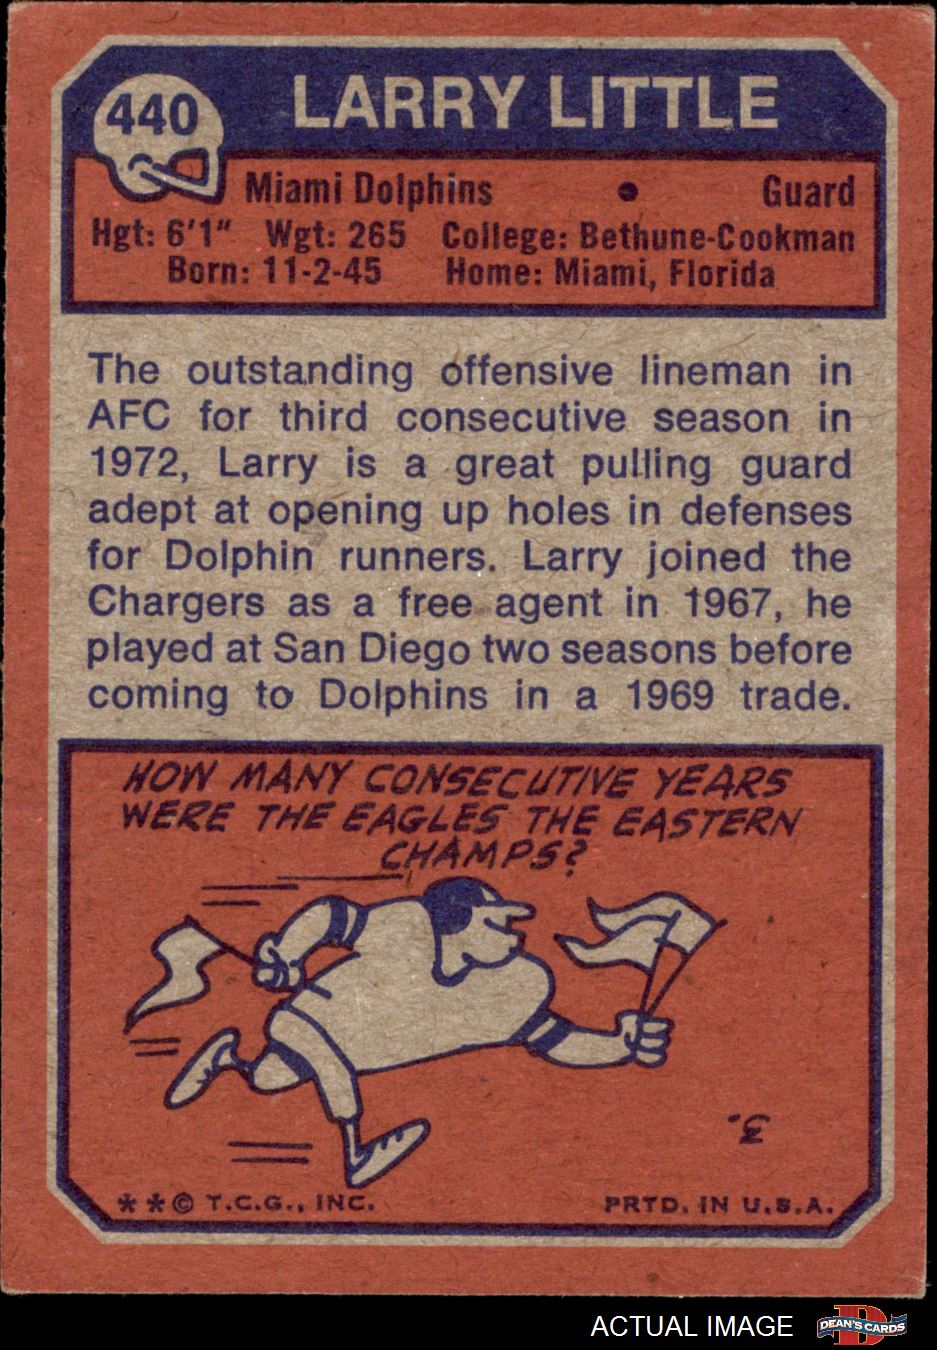 440
LARRY LITTLE
Miami Dolphins • Guard
Hgt: 6'1" Wgt: 265 College: Bethune-Cookman
Born: 11-2-45 Home: Miami, Florida
The outstanding offensive lineman in
AFC for third consecutive season in
1972, Larry is a great pulling guard
adept at opening up holes in defenses
for Dolphin runners. Larry joined the
Chargers as a free agent in 1967, he
played at San Diego two seasons before
coming to Dolphins in a 1969 trade.
HOW MANY CONSECUTIVE YEARS
WERE THE EAGLES THE EASTERN
CHAMPS?
3.
**© T.C.G., INC. PRTD. IN U.S.A.
ACTUAL IMAGE
D
DEAN'S CARDS